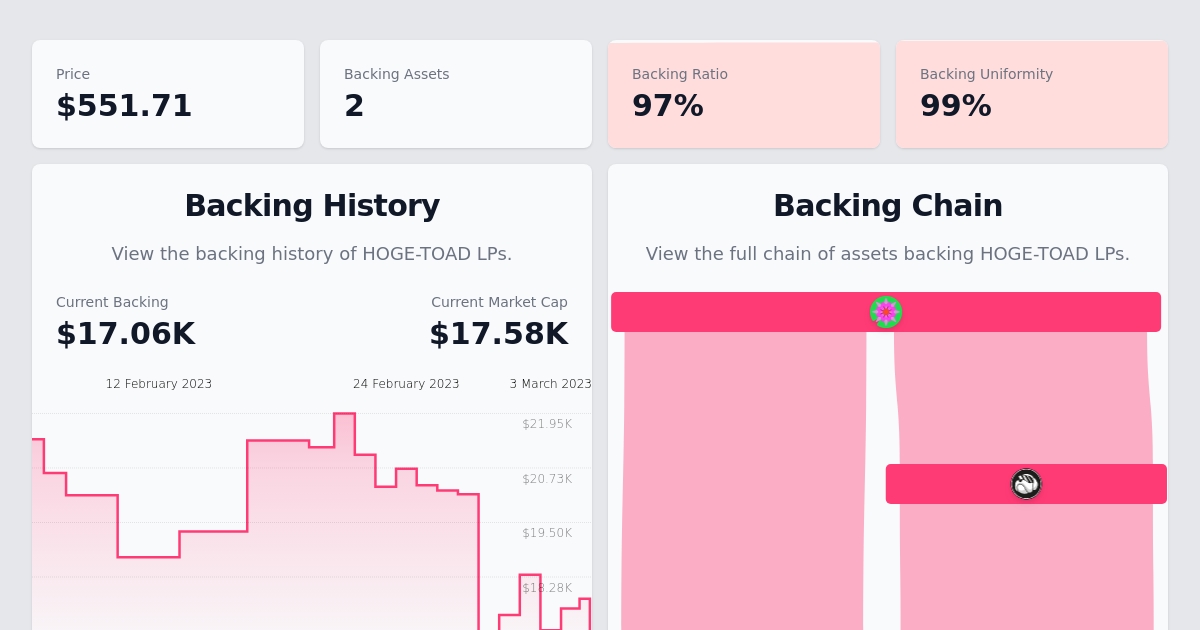 Price
$551.71
Backing Assets
2
Backing Ratio
97%
Backing Uniformity
99%
Backing History
View the backing history of HOGE-TOAD LPs.
Current Backing
$17.06K
Current Market Cap
$17.58K
12 February 2023
24 February 2023
3 March 2023
$21.95K
$20.73K
$19.50K
$18.28K
Backing Chain
View the full chain of assets backing HOGE-TOAD LPs.